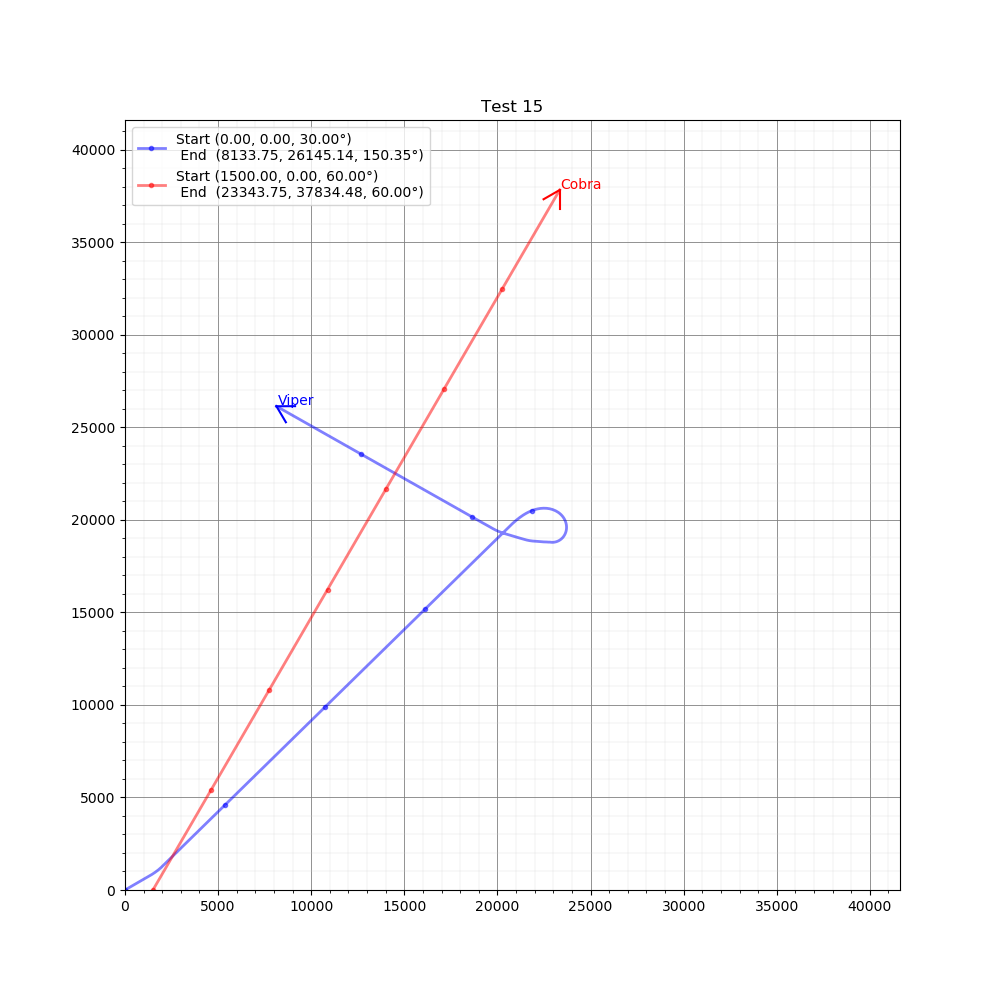 Test 15
Start (0.00, 0.00, 30.00°)
End (8133.75, 26145.14, 150.35°)
Start (1500.00, 0.00, 60.00°)
End (23343.75, 37834.48, 60.00°)
Cobra
Viper
40000
35000
30000
25000
20000
15000
10000
5000
0
0 5000 10000 15000 20000 25000 30000 35000 40000